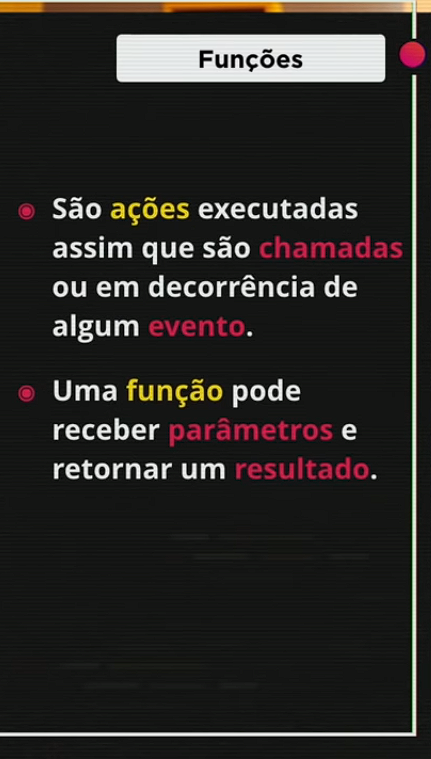 Funções
São ações executadas
assim que são chamadas
ou em decorrência de
algum evento.
Uma função pode
receber parâmetros e
retornar um resultado.